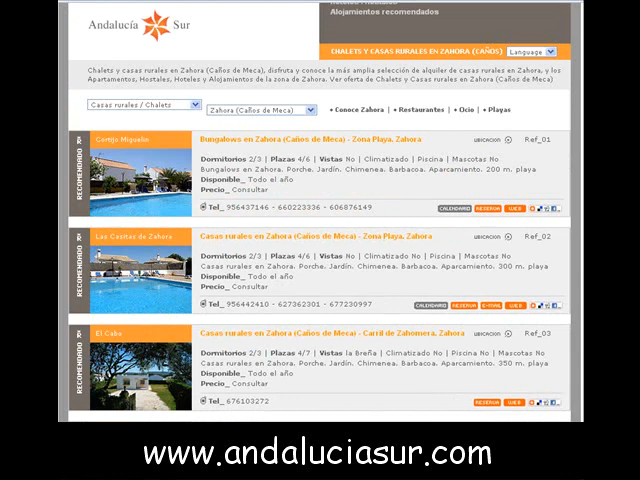 Alojamientos recomendados
Andalucía Sur
CHALETS Y CASAS RURALES EN ZAHORA (CAÑOS) Language
Chalets y casas rurales en Zahora (Caños de Meca), disfruta y conoce la más amplia selección de alquiler de casas rurales en Zahora, y los
Apartamentos, Hostales, Hoteles y Alojamientos de la zona de Zahora. Ver oferta de Chalets y Casas rurales en Zahora (Caños de Meca)
Casas rurales / Chalets Zahora (Caños de Meca) • Conoce Zahora | • Restaurantes | • Ocio | • Playas
RECOMENDADO
Cortijo Miguelin
Bungalows en Zahora (Caños de Meca) - Zona Playa. Zahora UBICACION Ref_01
Dormitorios 2/3 | Plazas 4/6 | Vistas No | Climatizado | Piscina | Mascotas No
Bungalows en Zahora. Porche. Jardín. Chimenea. Barbacoa. Aparcamiento. 200 m. playa
Disponible_ Todo el año
Precio_ Consultar
Tel_ 956437146 - 660223336 - 606876149 CALENDARIO RESERVA WEB
RECOMENDADO
Las Casitas de Zahora
Casas rurales en Zahora (Caños de Meca) - Zona Playa. Zahora UBICACION Ref_02
Dormitorios 2/3 | Plazas 4/6 | Vistas No | Climatizado No | Piscina | Mascotas No
Casas rurales en Zahora. Porche. Jardín. Chimenea. Barbacoa. Aparcamiento. 300 m. playa
Disponible_ Todo el año
Precio_ Consultar
Tel_ 956442410 - 627362301 - 677230997 CALENDARIO RESERVA E-MAIL WEB
RECOMENDADO
El Cabo
Casas rurales en Zahora (Caños de Meca) - Carril de Zahomera. Zahora UBICACION Ref_03
Dormitorios 2/3 | Plazas 4/7 | Vistas la Breña | Climatizado No | Piscina No | Mascotas No
Casas rurales en Zahora. Porche. Jardín. Chimenea. Barbacoa. Aparcamiento. 350 m. playa
Disponible_ Todo el año
Precio_ Consultar
Tel_ 676103272 RESERVA WEB
www.andaluciasur.com